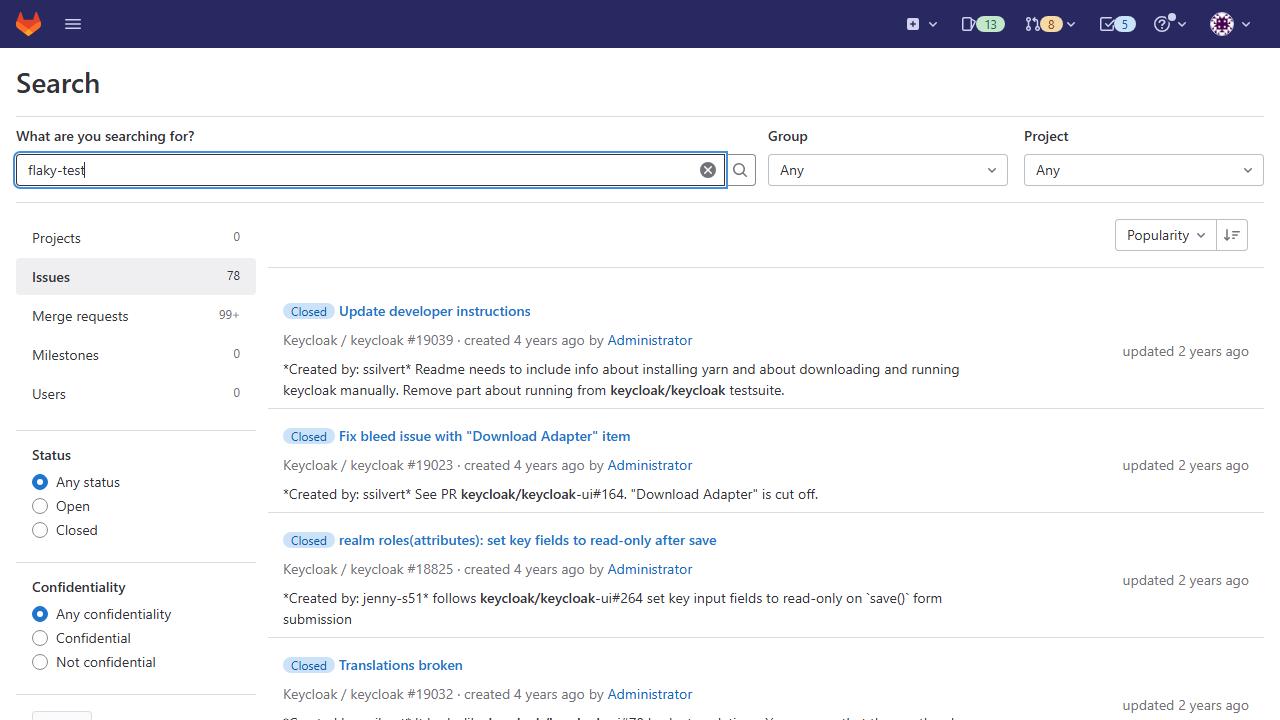 13
8
5
Search
What are you searching for?
Group
Project
flaky-test
Any
Any
Projects 0
Issues 78
Merge requests 99+
Milestones 0
Users 0
Status
Any status
Open
Closed
Confidentiality
Any confidentiality
Confidential
Not confidential
Popularity
Closed Update developer instructions
Keycloak / keycloak #19039 · created 4 years ago by Administrator
updated 2 years ago
*Created by: ssilvert* Readme needs to include info about installing yarn and about downloading and running
keycloak manually. Remove part about running from keycloak/keycloak testsuite.
Closed Fix bleed issue with "Download Adapter" item
Keycloak / keycloak #19023 · created 4 years ago by Administrator
updated 2 years ago
*Created by: ssilvert* See PR keycloak/keycloak-ui#164. "Download Adapter" is cut off.
Closed realm roles(attributes): set key fields to read-only after save
Keycloak / keycloak #18825 · created 4 years ago by Administrator
updated 2 years ago
*Created by: jenny-s51* follows keycloak/keycloak-ui#264 set key input fields to read-only on `save()` form
submission
Closed Translations broken
Keycloak / keycloak #19032 · created 4 years ago by Administrator
updated 2 years ago